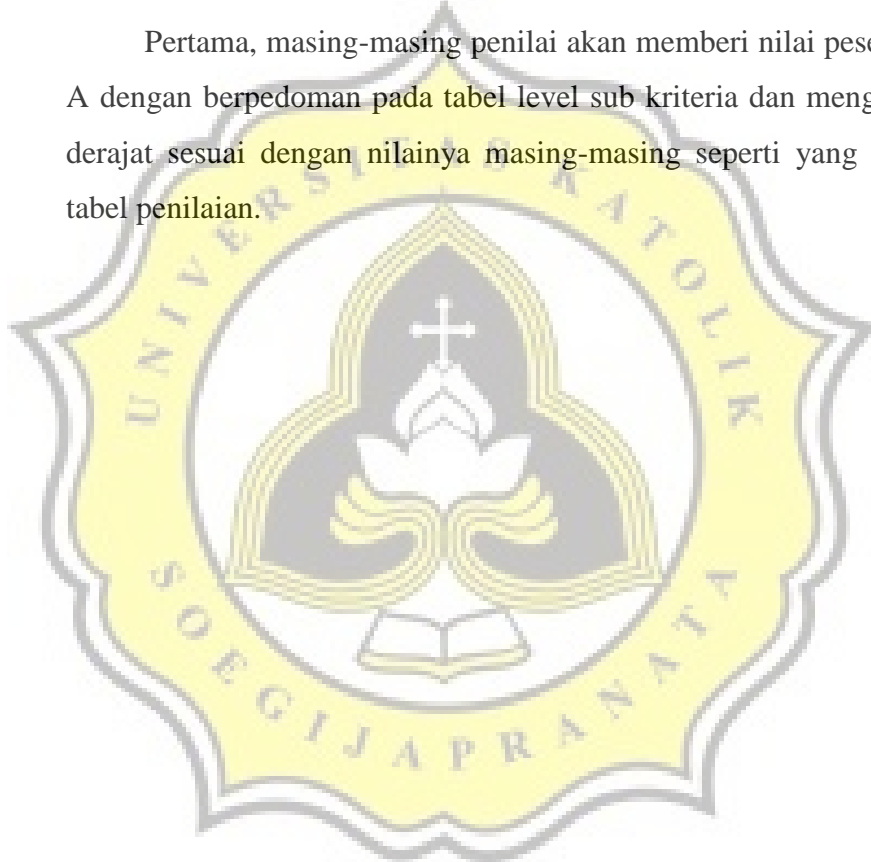 Pertama, masing-masing penilai akan memberi nilai pese
A dengan berpedoman pada tabel level sub kriteria dan meng
derajat sesuai dengan nilainya masing-masing seperti yang
tabel penilaian.
UNIVERSITAS KATOLIK
SOEGIJAPRANATA